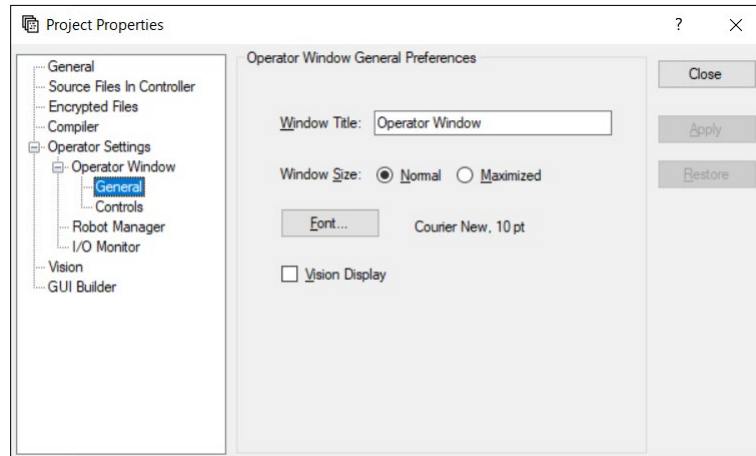 Project Properties
?
General
Source Files In Controller
Encrypted Files
Compiler
Operator Settings
Operator Window
General
Controls
Robot Manager
I/O Monitor
Vision
GUI Builder
Operator Window General Preferences
Window Title: Operator Window
Window Size: Normal Maximized
Font... Courier New, 10 pt
Vision Display
Close
Apply
Restore